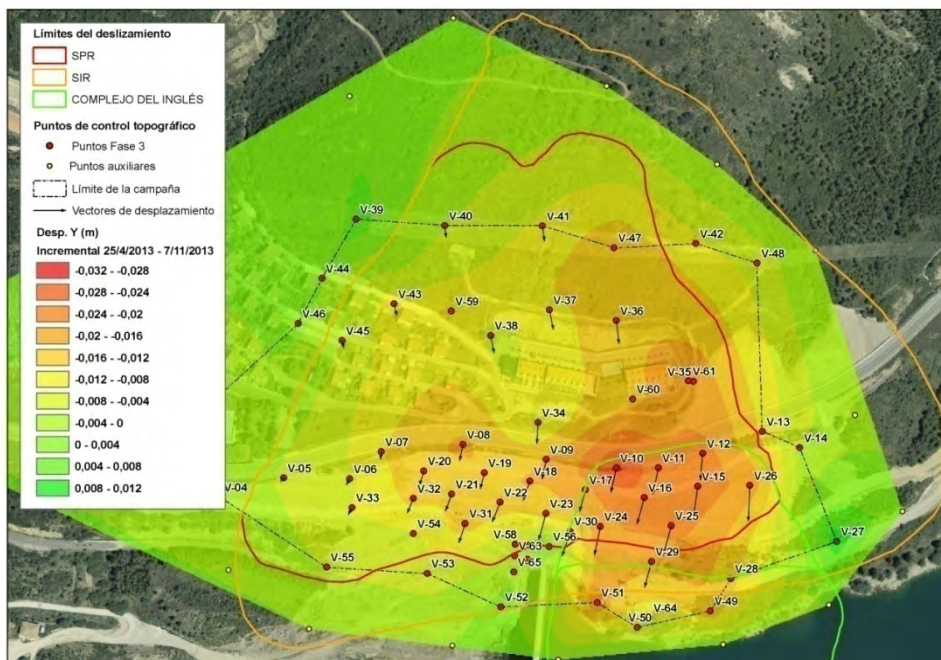 Límites del deslizamiento
SPR
SIR
COMPLEJO DEL INGLÉS
Puntos de control topográfico
Puntos Fase 3
Puntos auxiliares
Límite de la campaña
Vectores de desplazamiento
Desp. Y (m)
Incremental 25/4/2013 - 7/11/2013
-0,032 - -0,028
-0,028 - -0,024
-0,024 - -0,02
-0,02 - -0,016
-0,016 - -0,012
-0,012 - -0,008
-0,008 - -0,004
-0,004 - 0
0 - 0,004
0,004 - 0,008
0,008 - 0,012
V-39
V-40
V-41
V-47
V-42
V-48
V-44
V-43
V-59
V-37
V-36
V-46
V-45
V-38
V-35
V-61
V-60
V-34
V-13
V-14
V-07
V-08
V-09
V-12
V-04
V-05
V-06
V-20
V-19
V-18
V-17
V-10
V-11
V-26
V-33
V-32
V-21
V-22
V-23
V-16
V-15
V-54
V-31
V-58
V-56
V-30
V-24
V-25
V-27
V-55
V-53
V-63
V-65
V-29
V-28
V-52
V-51
V-64
V-49
V-50